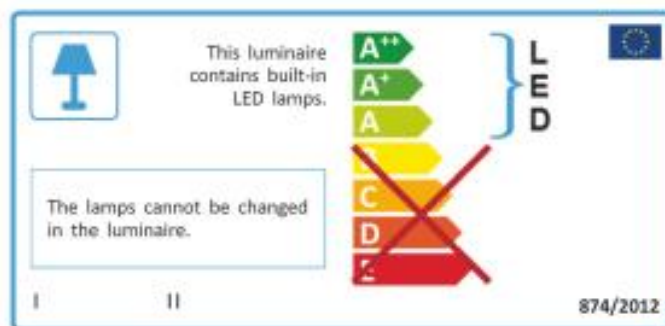 This luminaire
contains built-in
LED lamps.
A++
A+
A
B
C
D
E
L
E
D
The lamps cannot be changed
in the luminaire.
I II
874/2012